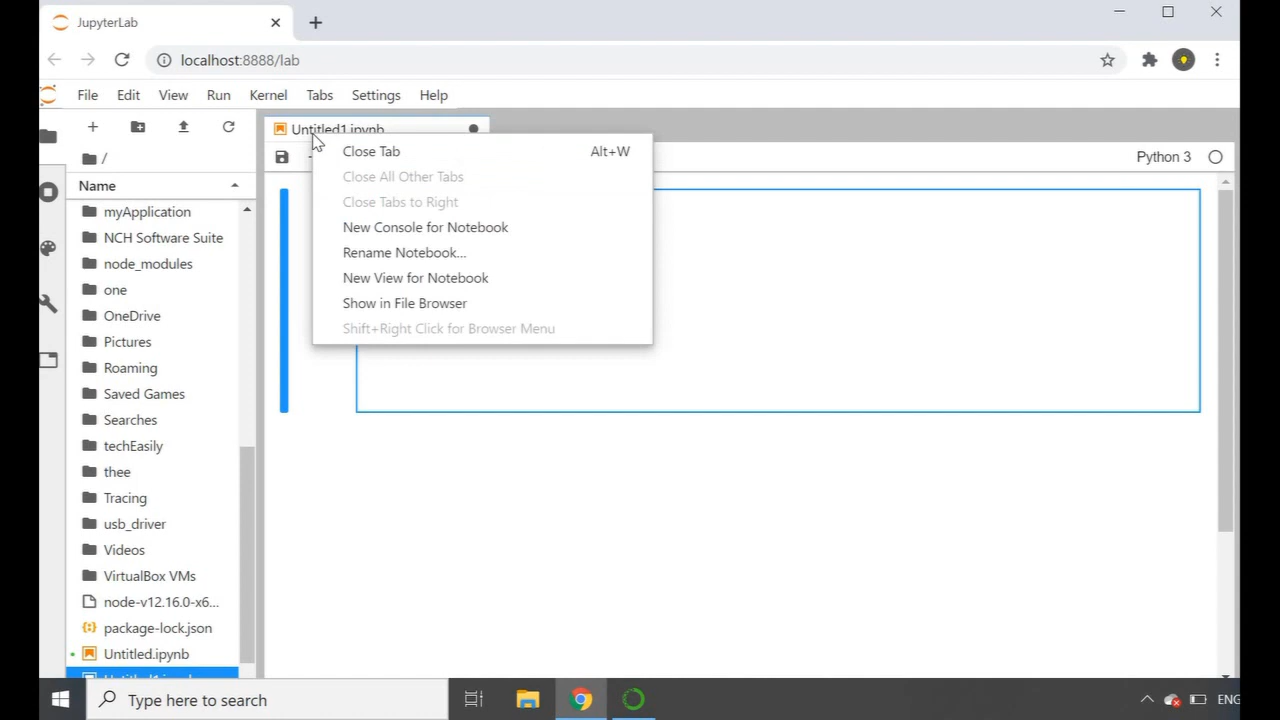 JupyterLab
localhost:8888/lab
File Edit View Run Kernel Tabs Settings Help
Untitled1.ipynb
/
Python 3
Name
Close Tab Alt+W
Close All Other Tabs
Close Tabs to Right
New Console for Notebook
Rename Notebook...
New View for Notebook
Show in File Browser
Shift+Right Click for Browser Menu
myApplication
NCH Software Suite
node_modules
one
OneDrive
Pictures
Roaming
Saved Games
Searches
techEasily
thee
Tracing
usb_driver
Videos
VirtualBox VMs
node-v12.16.0-x6...
package-lock.json
Untitled.ipynb
Untitled1.ipynb
Type here to search
ENG